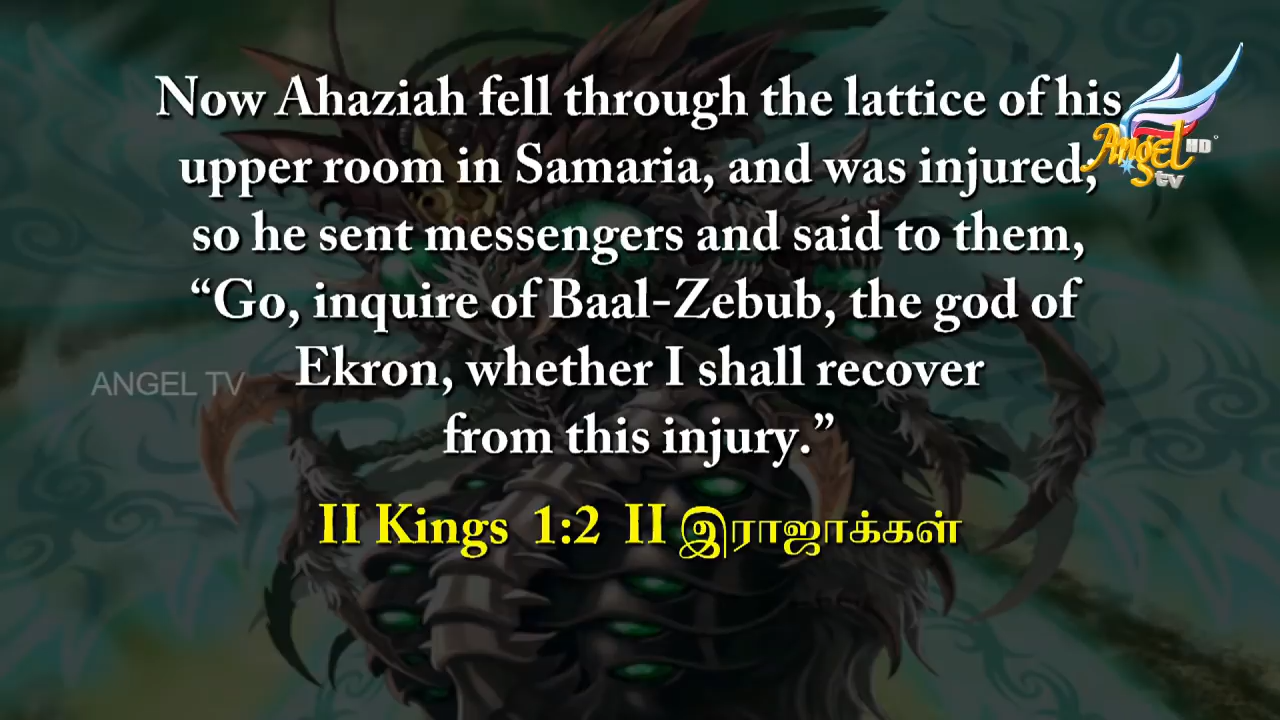 Now Ahaziah fell through the lattice of his
upper room in Samaria, and was injured;
so he sent messengers and said to them,
“Go, inquire of Baal-Zebub, the god of
Ekron, whether I shall recover
from this injury.”
II Kings 1:2 II இராஜாக்கள்
Angel HD
tv
ANGEL TV